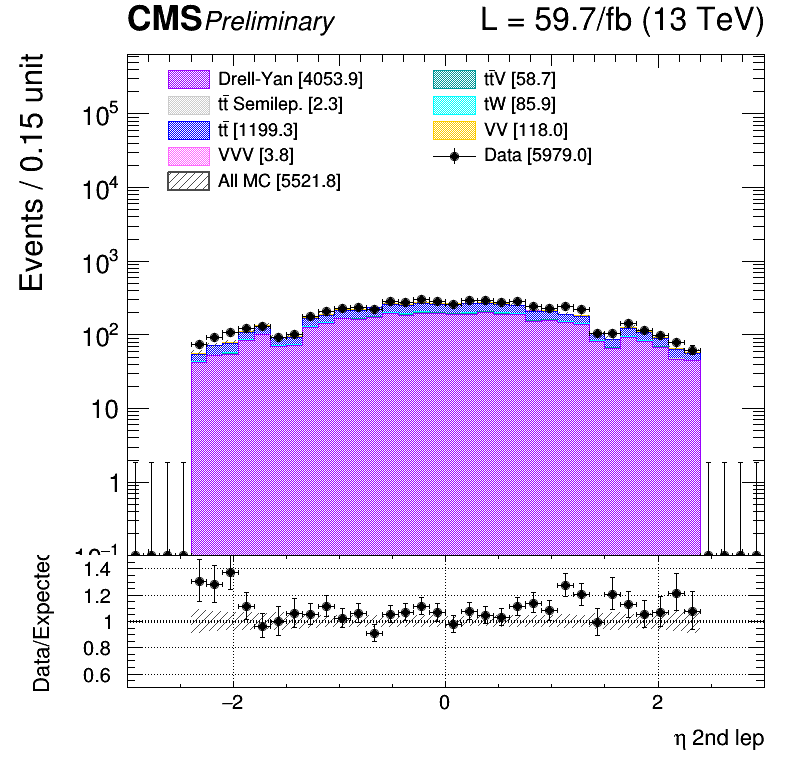 CMS Preliminary L = 59.7/fb (13 TeV)
Events / 0.15 unit
Drell-Yan [4053.9]
tt̄ Semilep. [2.3]
tt̄ [1199.3]
VVV [3.8]
All MC [5521.8]
tt̄V [58.7]
tW [85.9]
VV [118.0]
Data [5979.0]
10⁵
10⁴
10³
10²
10
1
10⁻¹
Data/Expected
1.4
1.2
1
0.8
0.6
−2 0 2
η 2nd lep